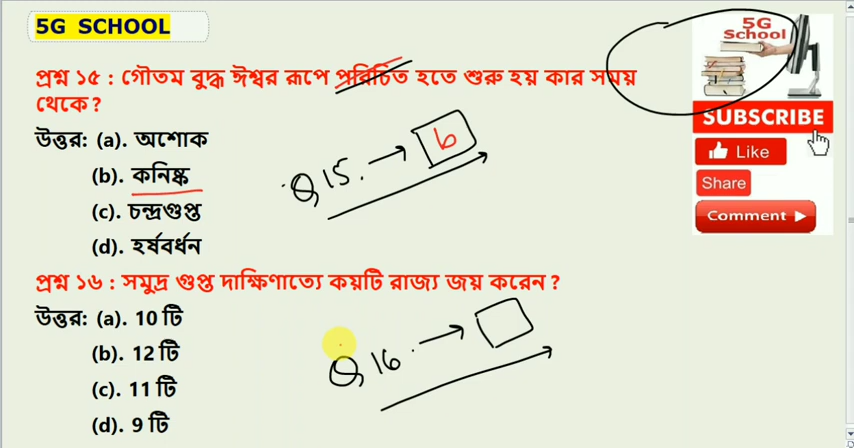 5G SCHOOL
5G
School
প্রশ্ন ১৫ : গৌতম বুদ্ধ ঈশ্বর রূপে পরিচিত হতে শুরু হয় কার সময়
থেকে?
SUBSCRIBE
উত্তর: (a). অশোক
b
Like
(b). কনিষ্ক
Q 15.
Share
(c). চন্দ্রগুপ্ত
Comment
(d). হর্ষবর্ধন
প্রশ্ন ১৬ : সমুদ্র গুপ্ত দাক্ষিণাত্যে কয়টি রাজ্য জয় করেন ?
উত্তর: (a). 10 টি
(b). 12 টি
Q 16.
(c). 11 টি
(d). 9 টি